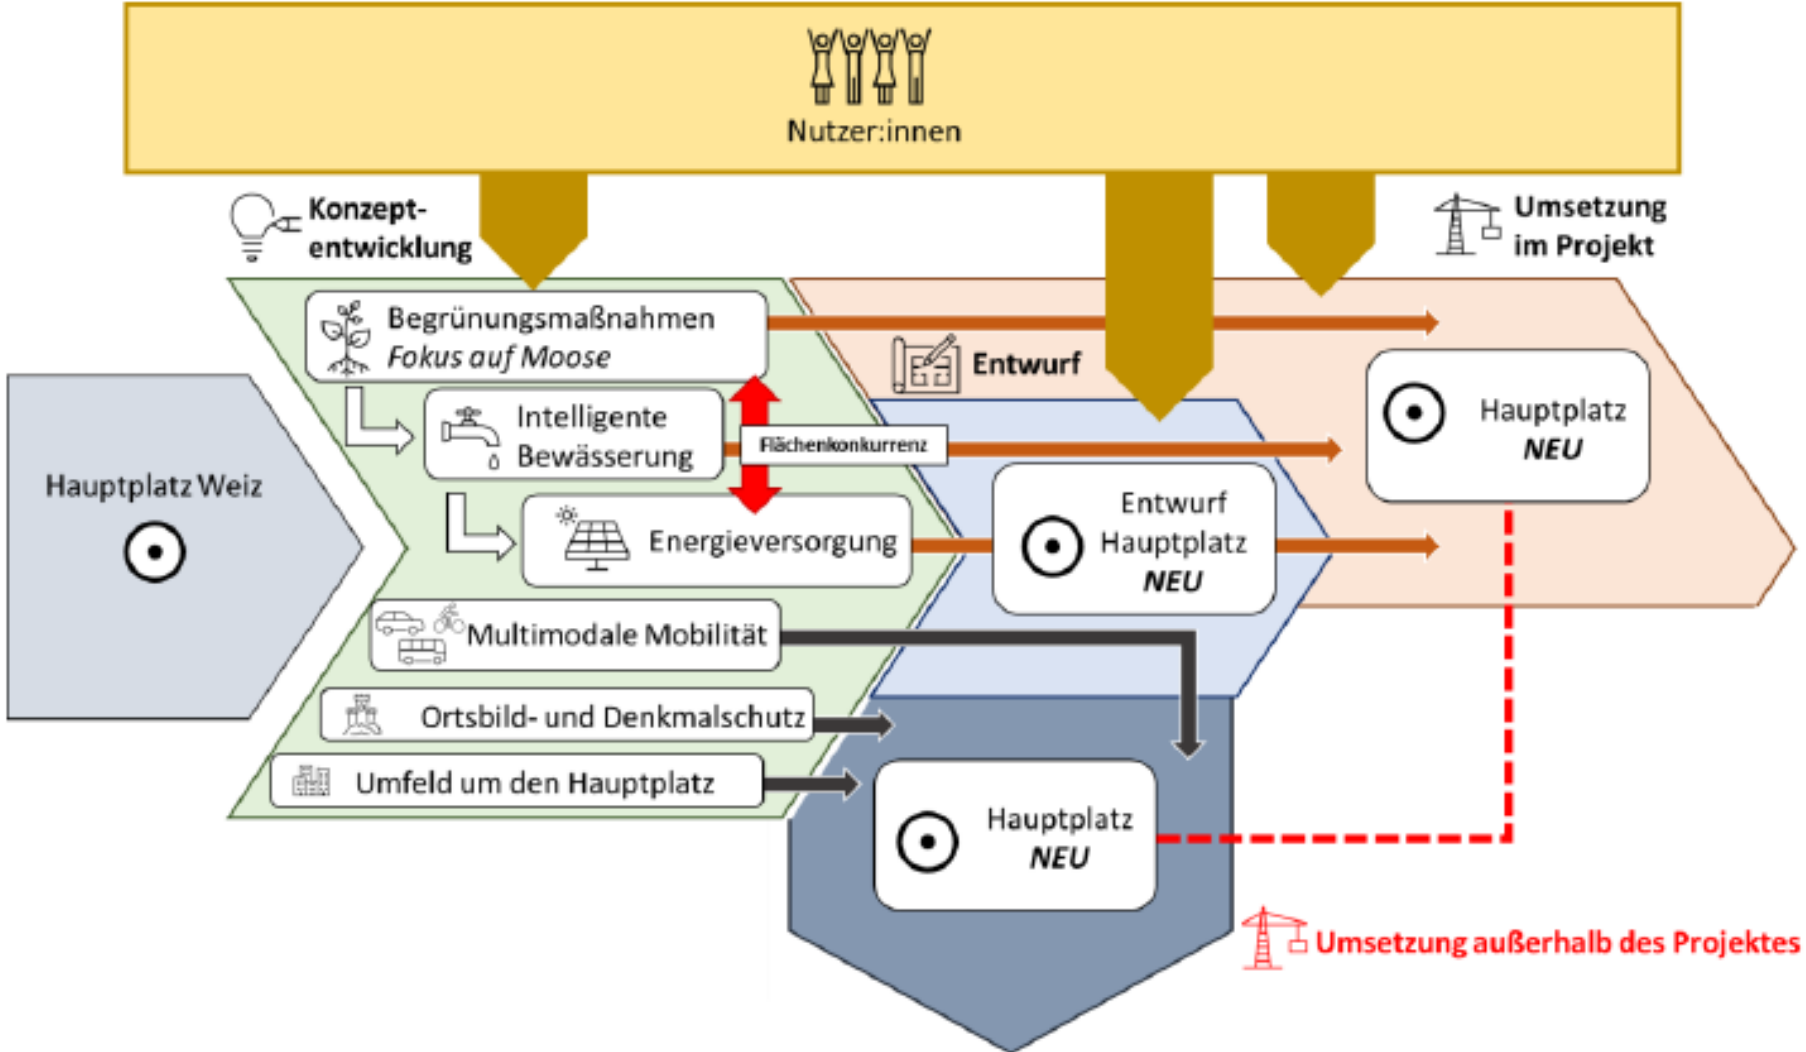 Nutzer:innen
Konzept-
entwicklung
Umsetzung
im Projekt
Begrünungsmaßnahmen
Fokus auf Moose
Entwurf
Intelligente
Bewässerung
Flächenkonkurrenz
Hauptplatz
NEU
Hauptplatz Weiz
Energieversorgung
Entwurf
Hauptplatz
NEU
Multimodale Mobilität
Ortsbild- und Denkmalschutz
Umfeld um den Hauptplatz
Hauptplatz
NEU
Umsetzung außerhalb des Projektes